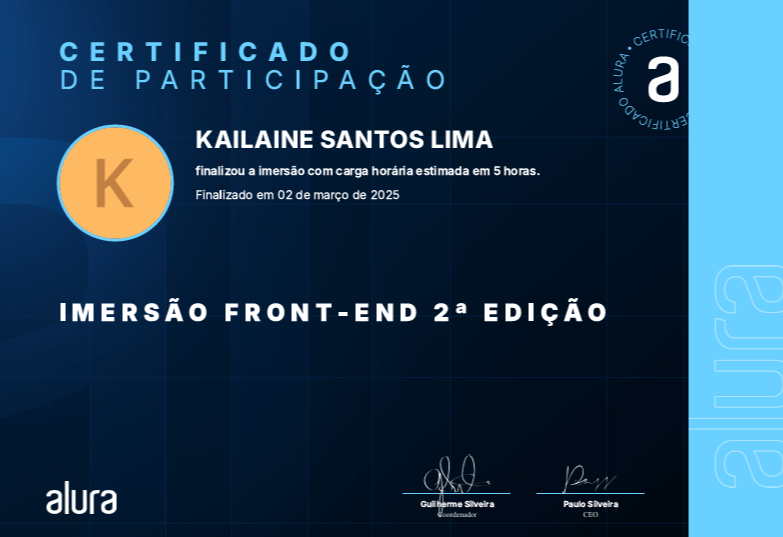 CERTIFICADO
DE PARTICIPAÇÃO
CERTIFICADO ALURA • CERTIFIC
a
K
KAILAINE SANTOS LIMA
finalizou a imersão com carga horária estimada em 5 horas.
Finalizado em 02 de março de 2025
IMERSÃO FRONT-END 2ª EDIÇÃO
alura
alura
Guilherme Silveira
Coordenador
Paulo Silveira
CEO